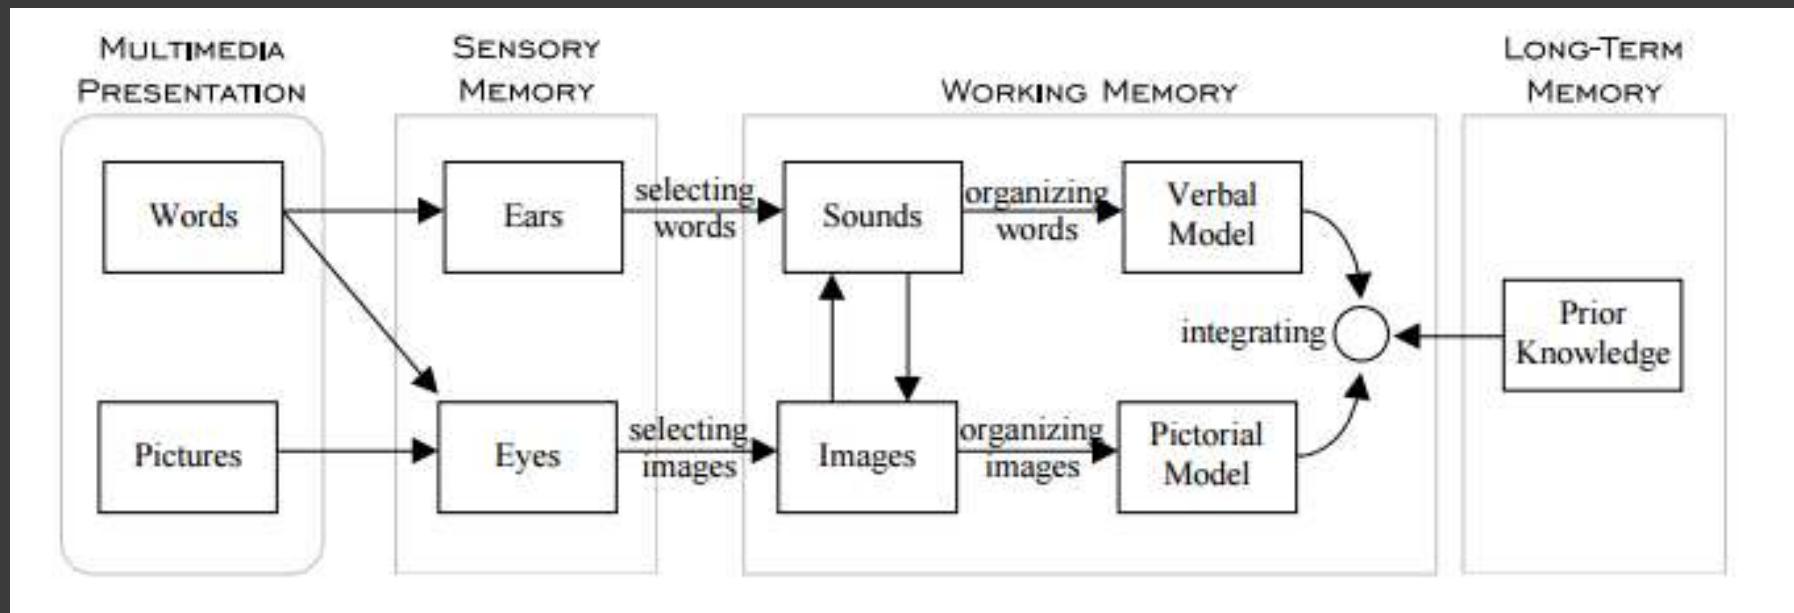 MULTIMEDIA
PRESENTATION
SENSORY
MEMORY
WORKING MEMORY
LONG-TERM
MEMORY
Words
Ears
selecting
words
Sounds
organizing
words
Verbal
Model
integrating
Prior
Knowledge
Pictures
Eyes
selecting
images
Images
organizing
images
Pictorial
Model